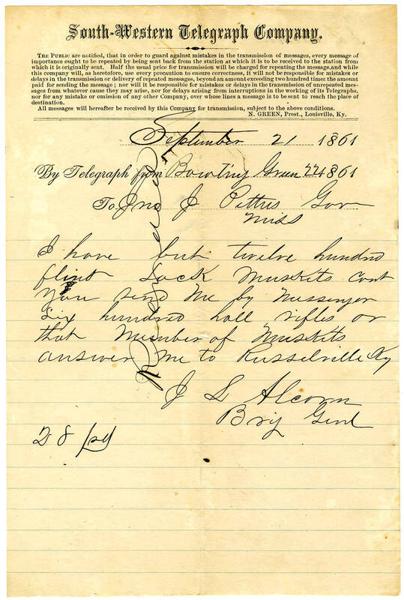 South-Western Telegraph Company.
THE PUBLIC are notified, that in order to guard against mistakes in the transmission of messages, every message of
importance ought to be repeated by being sent back from the station at which it is to be received to the station from
which it is originally sent. Half the usual price for transmission will be charged for repeating the message, and while
this company will, as heretofore, use every precaution to ensure correctness, it will not be responsible for mistakes or
delays in the transmission or delivery of repeated messages, beyond an amount exceeding two hundred times the amount
paid for sending the message; nor will it be responsible for mistakes or delays in the transmission of unrepeated messages
from whatever cause they may arise, nor for delays arising from interruptions in the working of its Telegraphs,
nor for any mistake or omission of any other Company, over whose lines a message is to be sent to reach the place of
destination.
All messages will hereafter be received by this Company for transmission, subject to the above conditions.
N. GREEN, Prest., Louisville, Ky.
September 21 1861
By Telegraph from Bowling Green 22 1861
To Jno J Pettus Gov
Miss
I have but twelve hundred
flint Lock Muskets Cant
you send Me by Messenger
Six hundred hall rifles or
that Number of Muskets
answer Me to Russelville Ky
J L Alcorn
Brig Genl
28 pd